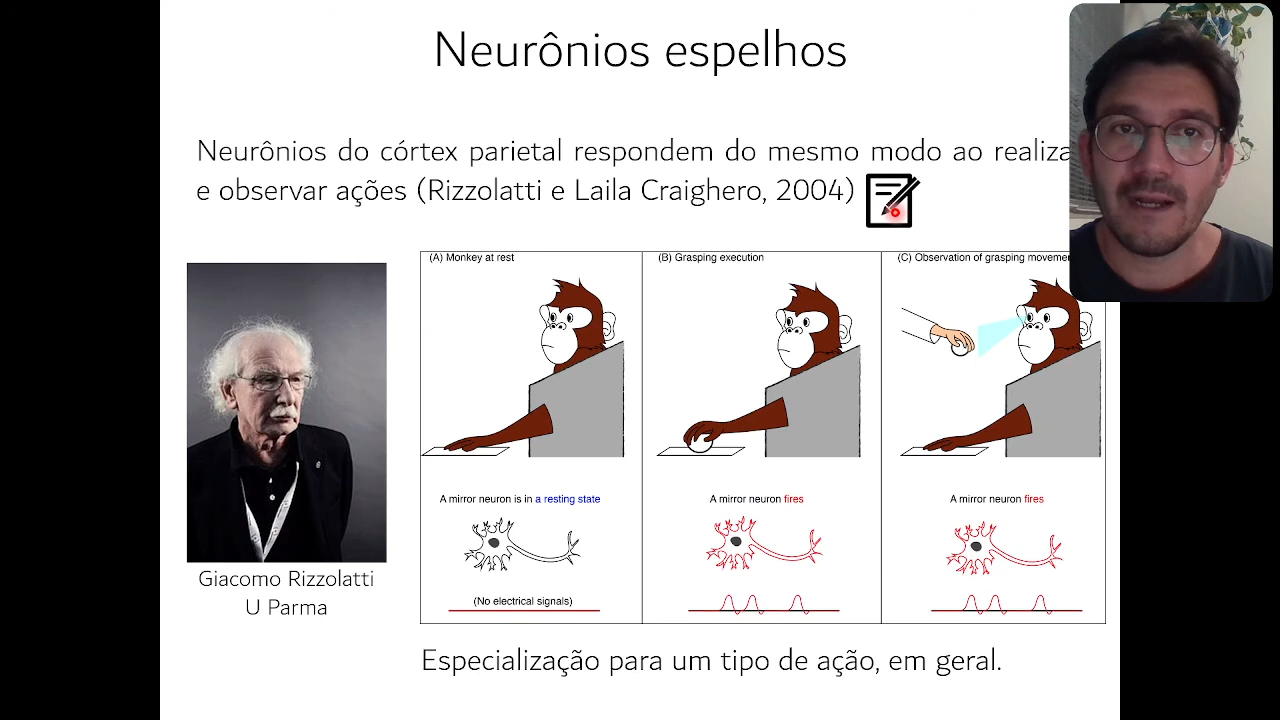 Neurônios espelhos
Neurônios do córtex parietal respondem do mesmo modo ao
e observar ações (Rizzolatti e Laila Craighero, 2004)
(A) Monkey at rest
(B) Grasping execution
(C) Observation of grasping
A mirror neuron is in a resting state
A mirror neuron fires
A mirror neuron fires
(No electrical signals)
Giacomo Rizzolatti
U Parma
Especialização para um tipo de ação, em geral.